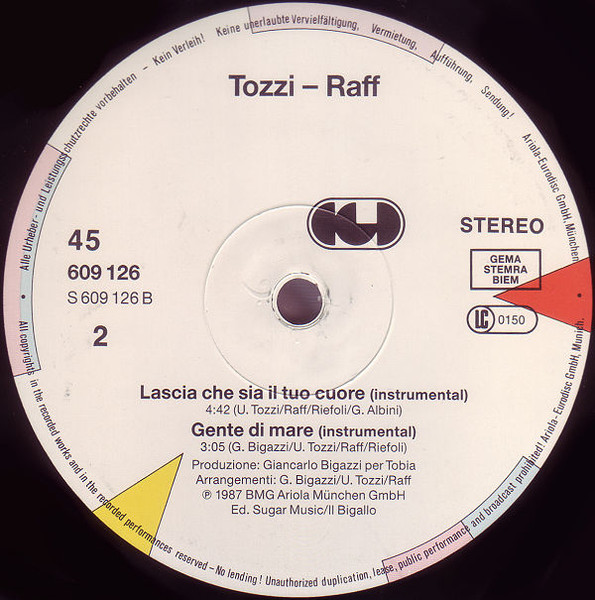 Alle Urheber- und Leistungsschutzrechte vorbehalten – Kein Verleih! Keine unerlaubte Vervielfältigung, Vermietung, Aufführung, Sendung! Ariola-Eurodisc GmbH, München
Tozzi – Raff
45
609 126
S 609 126 B
2
STEREO
GEMA
STEMRA
BIEM
LC 0150
Lascia che sia il tuo cuore (instrumental)
4:42 (U. Tozzi/Raff/Riefoli/G. Albini)
Gente di mare (instrumental)
3:05 (G. Bigazzi/U. Tozzi/Raff/Riefoli)
Produzione: Giancarlo Bigazzi per Tobia
Arrangementi: G. Bigazzi/U. Tozzi/Raff
℗ 1987 BMG Ariola München GmbH
Ed. Sugar Music/Il Bigallo
All copyrights in the recorded works and in the recorded performances reserved – No lending! Unauthorized duplication, lease, public performance and broadcast prohibited! Ariola-Eurodisc GmbH, Munich.